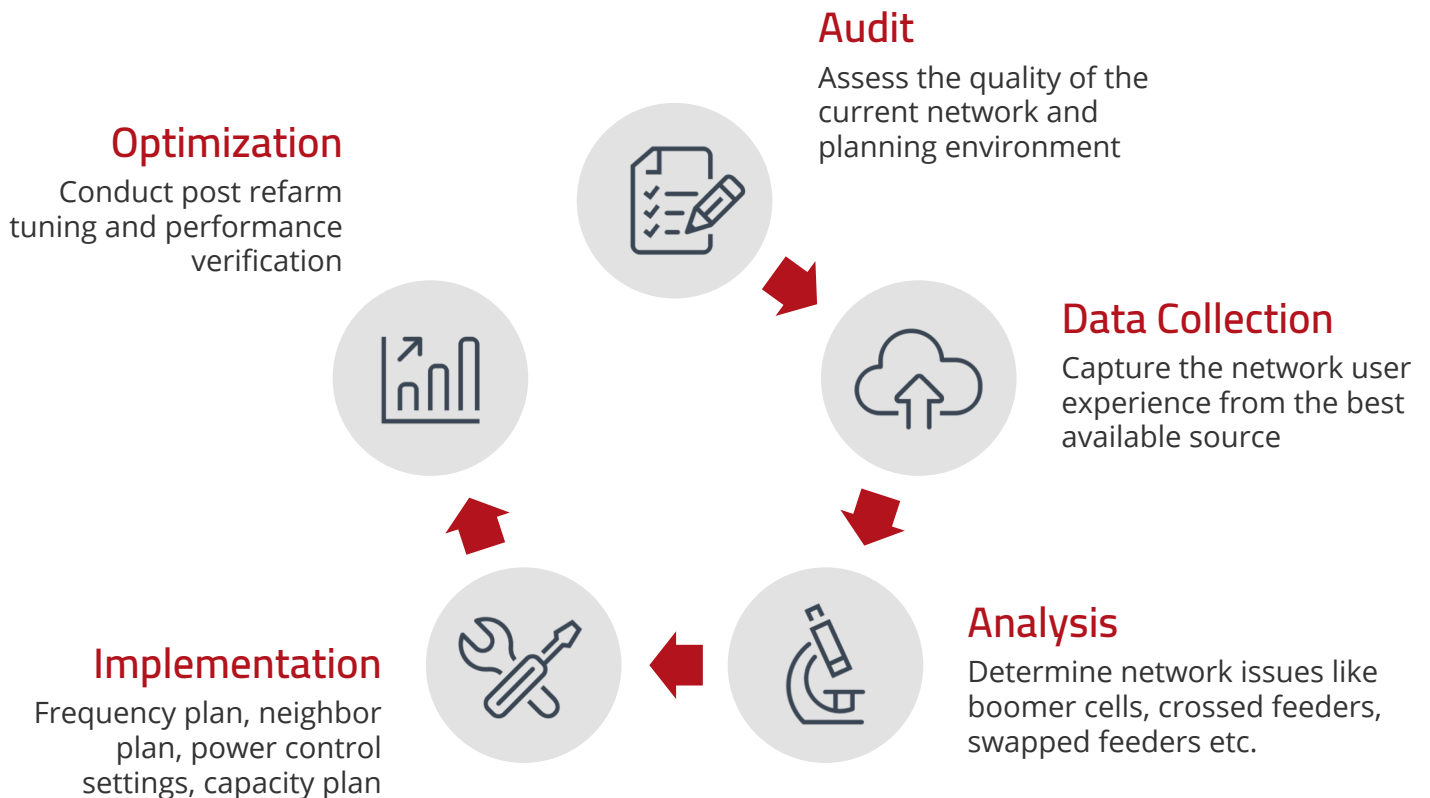 Audit
Assess the quality of the
current network and
planning environment
Data Collection
Capture the network user
experience from the best
available source
Analysis
Determine network issues like
boomer cells, crossed feeders,
swapped feeders etc.
Implementation
Frequency plan, neighbor
plan, power control
settings, capacity plan
Optimization
Conduct post refarm
tuning and performance
verification